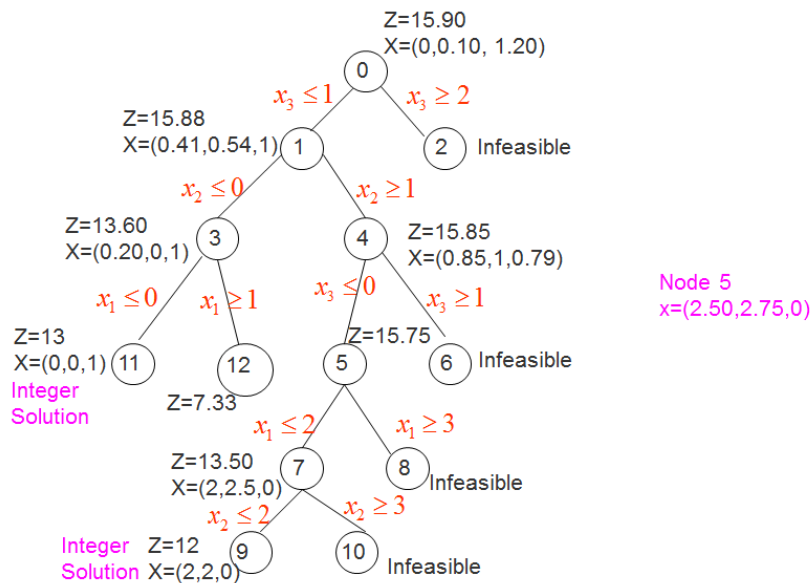 Z=15.90
X=(0,0.10, 1.20)
0
x₃ ≤ 1
x₃ ≥ 2
Z=15.88
X=(0.41,0.54,1)
1
2
Infeasible
x₂ ≤ 0
x₂ ≥ 1
Z=13.60
X=(0.20,0,1)
3
4
Z=15.85
X=(0.85,1,0.79)
x₁ ≤ 0
x₁ ≥ 1
x₃ ≤ 0
x₃ ≥ 1
Node 5
x=(2.50,2.75,0)
Z=13
X=(0,0,1)
11
Integer
Solution
12
Z=7.33
Z=15.75
5
6
Infeasible
x₁ ≤ 2
x₁ ≥ 3
Z=13.50
X=(2,2.5,0)
7
8
Infeasible
x₂ ≤ 2
x₂ ≥ 3
Integer
Solution
Z=12
X=(2,2,0)
9
10
Infeasible